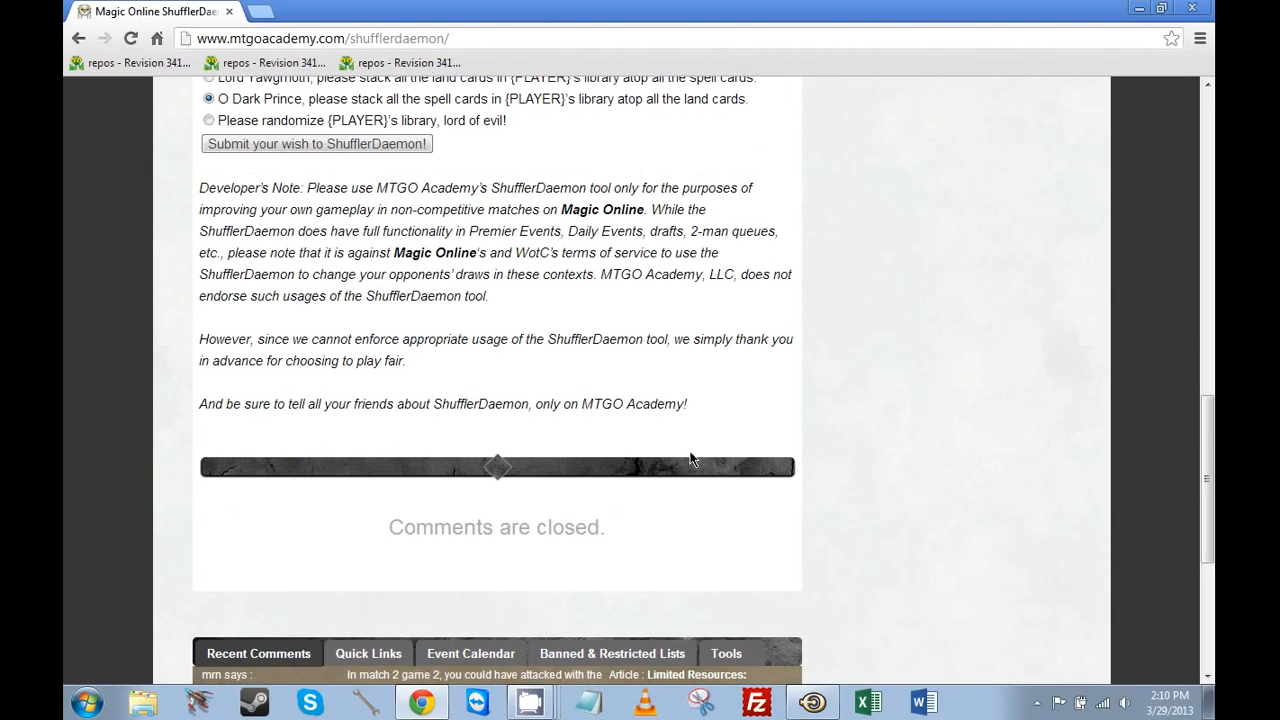 Magic Online ShufflerDae
www.mtgoacademy.com/shufflerdaemon/
repos - Revision 341... repos - Revision 341... repos - Revision 341...
Lord Yawgmoth, please stack all the land cards in {PLAYER}'s library atop all the spell cards.
O Dark Prince, please stack all the spell cards in {PLAYER}'s library atop all the land cards.
Please randomize {PLAYER}'s library, lord of evil!
Submit your wish to ShufflerDaemon!
Developer's Note: Please use MTGO Academy's ShufflerDaemon tool only for the purposes of
improving your own gameplay in non-competitive matches on Magic Online. While the
ShufflerDaemon does have full functionality in Premier Events, Daily Events, drafts, 2-man queues,
etc., please note that it is against Magic Online's and WotC's terms of service to use the
ShufflerDaemon to change your opponents' draws in these contexts. MTGO Academy, LLC, does not
endorse such usages of the ShufflerDaemon tool.
However, since we cannot enforce appropriate usage of the ShufflerDaemon tool, we simply thank you
in advance for choosing to play fair.
And be sure to tell all your friends about ShufflerDaemon, only on MTGO Academy!
Comments are closed.
Recent Comments Quick Links Event Calendar Banned & Restricted Lists Tools
mrn says : In match 2 game 2, you could have attacked with the Article : Limited Resources:
2:10 PM
3/29/2013